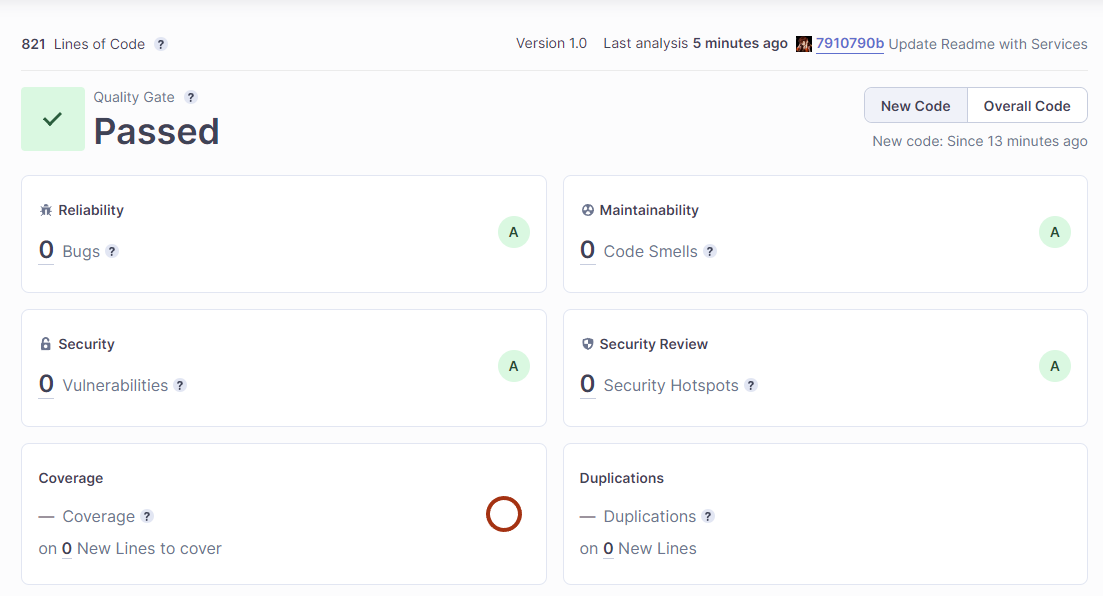 821 Lines of Code ?
Version 1.0 Last analysis 5 minutes ago 7910790b Update Readme with Services
Quality Gate ?
Passed
New Code Overall Code
New code: Since 13 minutes ago
Reliability
0 Bugs ?
A
Maintainability
0 Code Smells ?
A
Security
0 Vulnerabilities ?
A
Security Review
0 Security Hotspots ?
A
Coverage
— Coverage ?
on 0 New Lines to cover
Duplications
— Duplications ?
on 0 New Lines